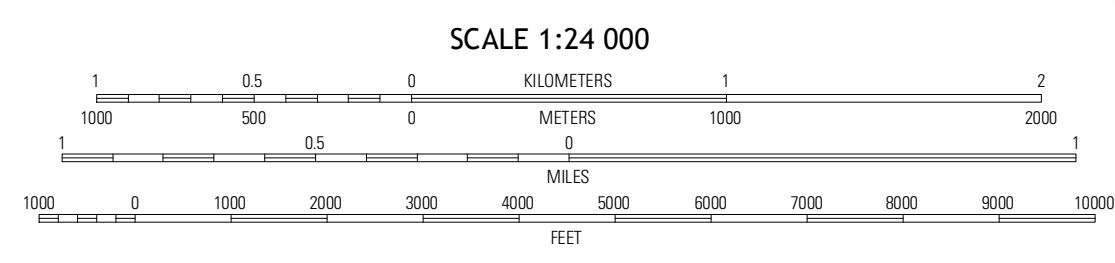 SCALE 1:24 000
1 0.5 0 KILOMETERS 1 2
1000 500 0 METERS 1000 2000
1 0.5 0 1
MILES
1000 0 1000 2000 3000 4000 5000 6000 7000 8000 9000 10000
FEET